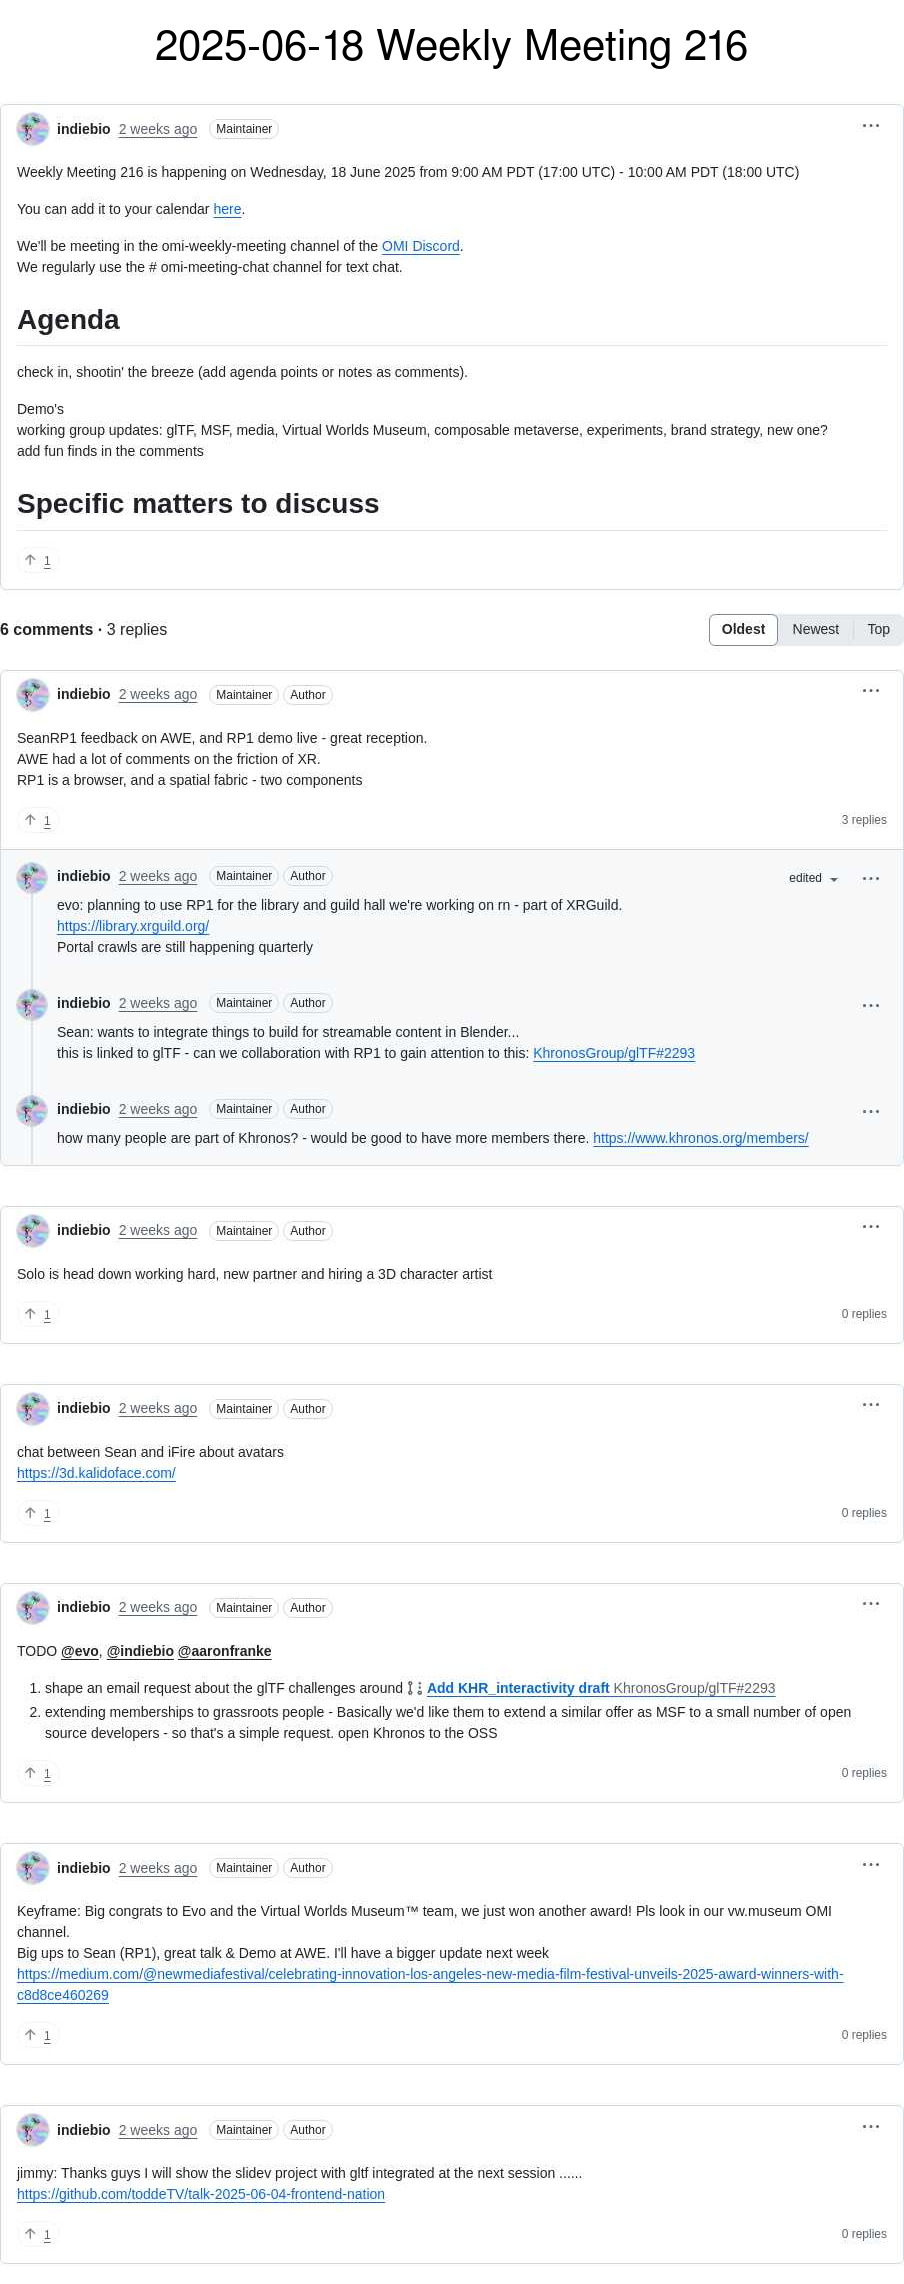 2025-06-18 Weekly Meeting 216
indiebio 2 weeks ago Maintainer
Weekly Meeting 216 is happening on Wednesday, 18 June 2025 from 9:00 AM PDT (17:00 UTC) - 10:00 AM PDT (18:00 UTC)
You can add it to your calendar here.
We'll be meeting in the omi-weekly-meeting channel of the OMI Discord.
We regularly use the # omi-meeting-chat channel for text chat.
Agenda
check in, shootin' the breeze (add agenda points or notes as comments).
Demo's
working group updates: glTF, MSF, media, Virtual Worlds Museum, composable metaverse, experiments, brand strategy, new one?
add fun finds in the comments
Specific matters to discuss
1
6 comments · 3 replies
Oldest Newest Top
indiebio 2 weeks ago Maintainer Author
SeanRP1 feedback on AWE, and RP1 demo live - great reception.
AWE had a lot of comments on the friction of XR.
RP1 is a browser, and a spatial fabric - two components
1 3 replies
indiebio 2 weeks ago Maintainer Author edited
evo: planning to use RP1 for the library and guild hall we're working on rn - part of XRGuild.
https://library.xrguild.org/
Portal crawls are still happening quarterly
indiebio 2 weeks ago Maintainer Author
Sean: wants to integrate things to build for streamable content in Blender...
this is linked to glTF - can we collaboration with RP1 to gain attention to this: KhronosGroup/glTF#2293
indiebio 2 weeks ago Maintainer Author
how many people are part of Khronos? - would be good to have more members there. https://www.khronos.org/members/
indiebio 2 weeks ago Maintainer Author
Solo is head down working hard, new partner and hiring a 3D character artist
1 0 replies
indiebio 2 weeks ago Maintainer Author
chat between Sean and iFire about avatars
https://3d.kalidoface.com/
1 0 replies
indiebio 2 weeks ago Maintainer Author
TODO @evo, @indiebio @aaronfranke
1. shape an email request about the glTF challenges around Add KHR_interactivity draft KhronosGroup/glTF#2293
2. extending memberships to grassroots people - Basically we'd like them to extend a similar offer as MSF to a small number of open
source developers - so that's a simple request. open Khronos to the OSS
1 0 replies
indiebio 2 weeks ago Maintainer Author
Keyframe: Big congrats to Evo and the Virtual Worlds Museum™ team, we just won another award! Pls look in our vw.museum OMI
channel.
Big ups to Sean (RP1), great talk & Demo at AWE. I'll have a bigger update next week
https://medium.com/@newmediafestival/celebrating-innovation-los-angeles-new-media-film-festival-unveils-2025-award-winners-with-
c8d8ce460269
1 0 replies
indiebio 2 weeks ago Maintainer Author
jimmy: Thanks guys I will show the slidev project with gltf integrated at the next session ......
https://github.com/toddeTV/talk-2025-06-04-frontend-nation
1 0 replies